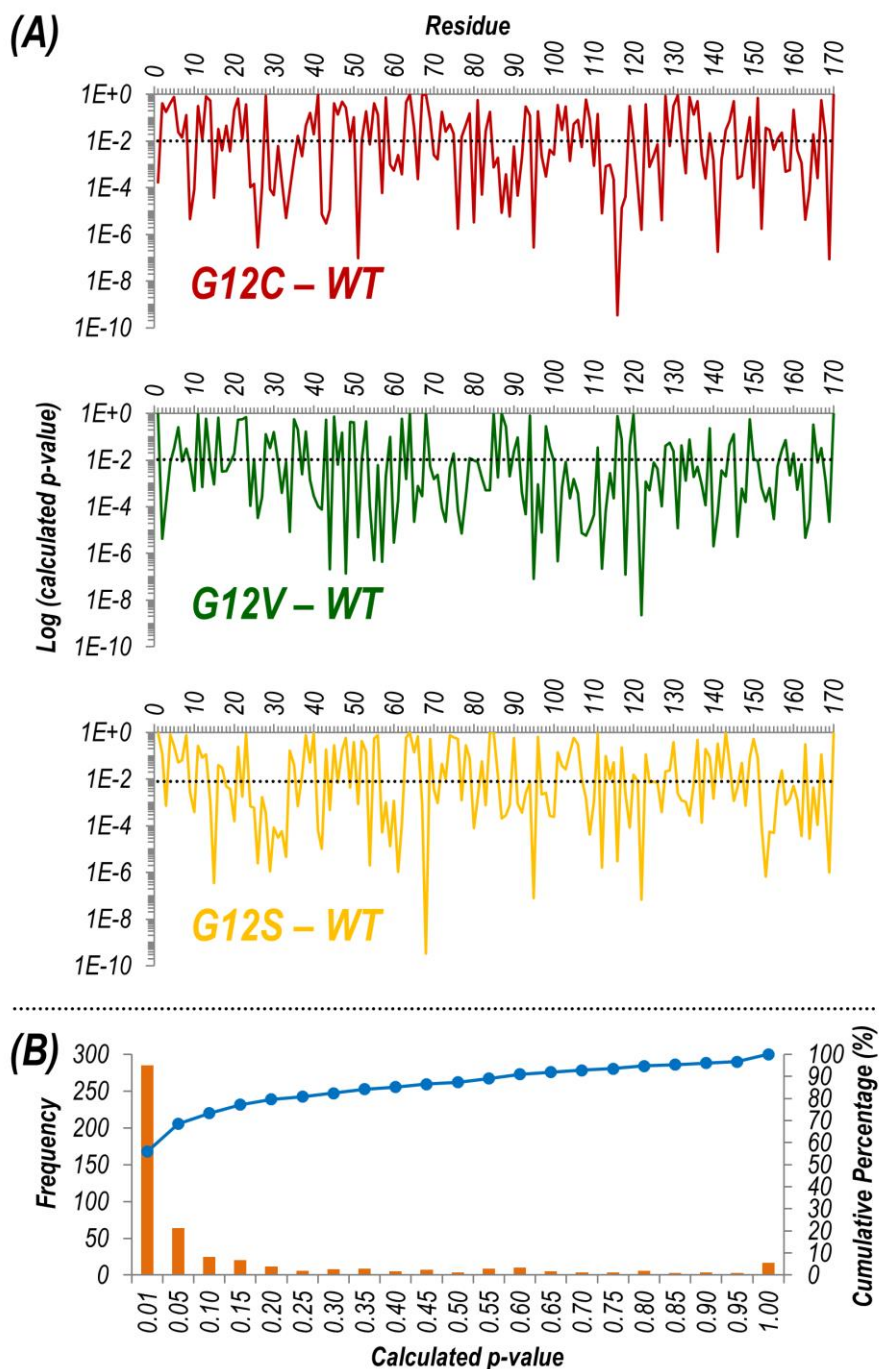 (A)
Residue
0 10 20 30 40 50 60 70 80 90 100 110 120 130 140 150 160 170
1E+0
1E-2
1E-4
1E-6
1E-8
1E-10
G12C – WT
Log (calculated p-value)
0 10 20 30 40 50 60 70 80 90 100 110 120 130 140 150 160 170
1E+0
1E-2
1E-4
1E-6
1E-8
1E-10
G12V – WT
0 10 20 30 40 50 60 70 80 90 100 110 120 130 140 150 160 170
1E+0
1E-2
1E-4
1E-6
1E-8
1E-10
G12S – WT
(B)
Frequency
300
250
200
150
100
50
0
100
90
80
70
60
50
40
30
20
10
0
Cumulative Percentage (%)
0.01 0.05 0.10 0.15 0.20 0.25 0.30 0.35 0.40 0.45 0.50 0.55 0.60 0.65 0.70 0.75 0.80 0.85 0.90 0.95 1.00
Calculated p-value